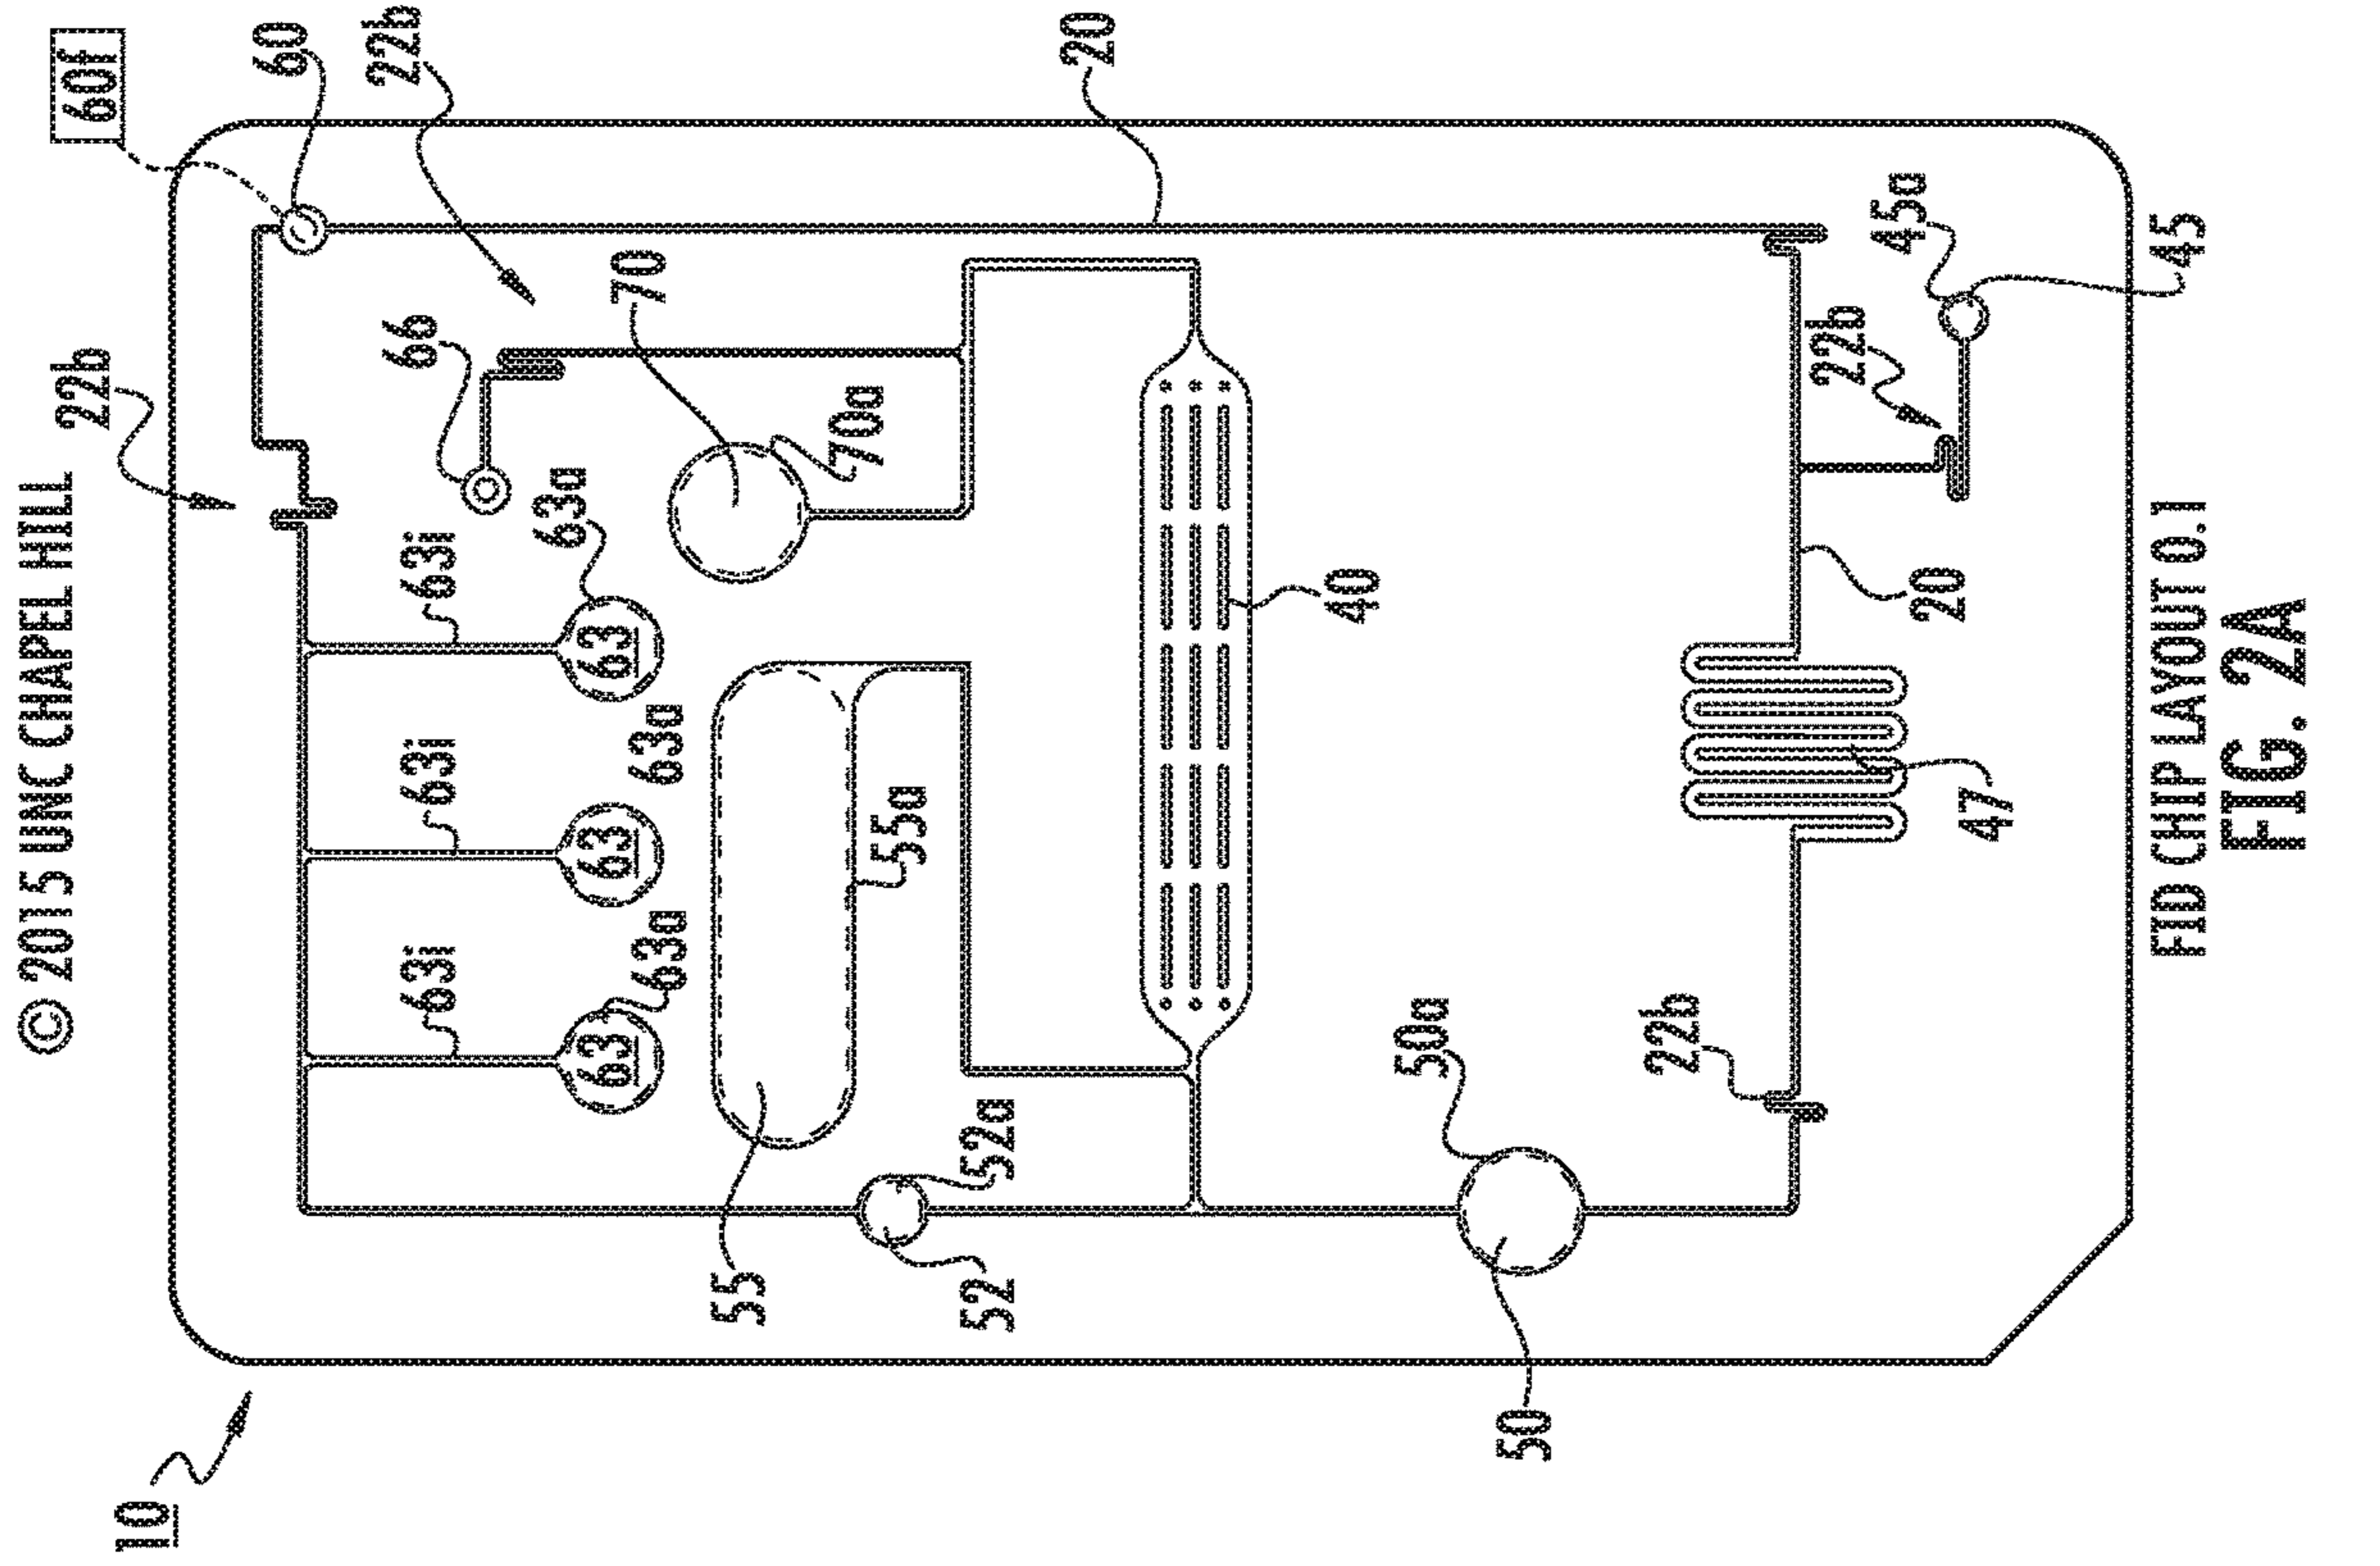 © 2015 UNC CHAPEL HILL
60f
60
22b
22b
20
66
70
70a
63i
63i
63i
63a
63
63
63
63a
63a
55
55a
52a
52
40
45a
45
22b
20
47
50a
22b
50
10
FID CHIP LAYOUT 0.1
FIG. 2A